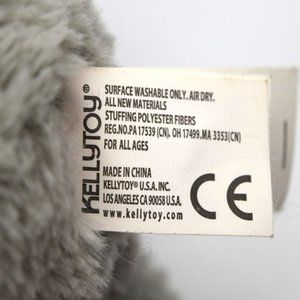 KELLYTOY
SURFACE WASHABLE ONLY. AIR DRY.
ALL NEW MATERIALS
STUFFING POLYESTER FIBERS
REG.NO.PA 17539 (CN). OH 17499.MA 3353(CN)
FOR ALL AGES
MADE IN CHINA
KELLYTOY® U.S.A.INC.
LOS ANGELES CA 90058 U.S.A.
www.kellytoy.com
CE